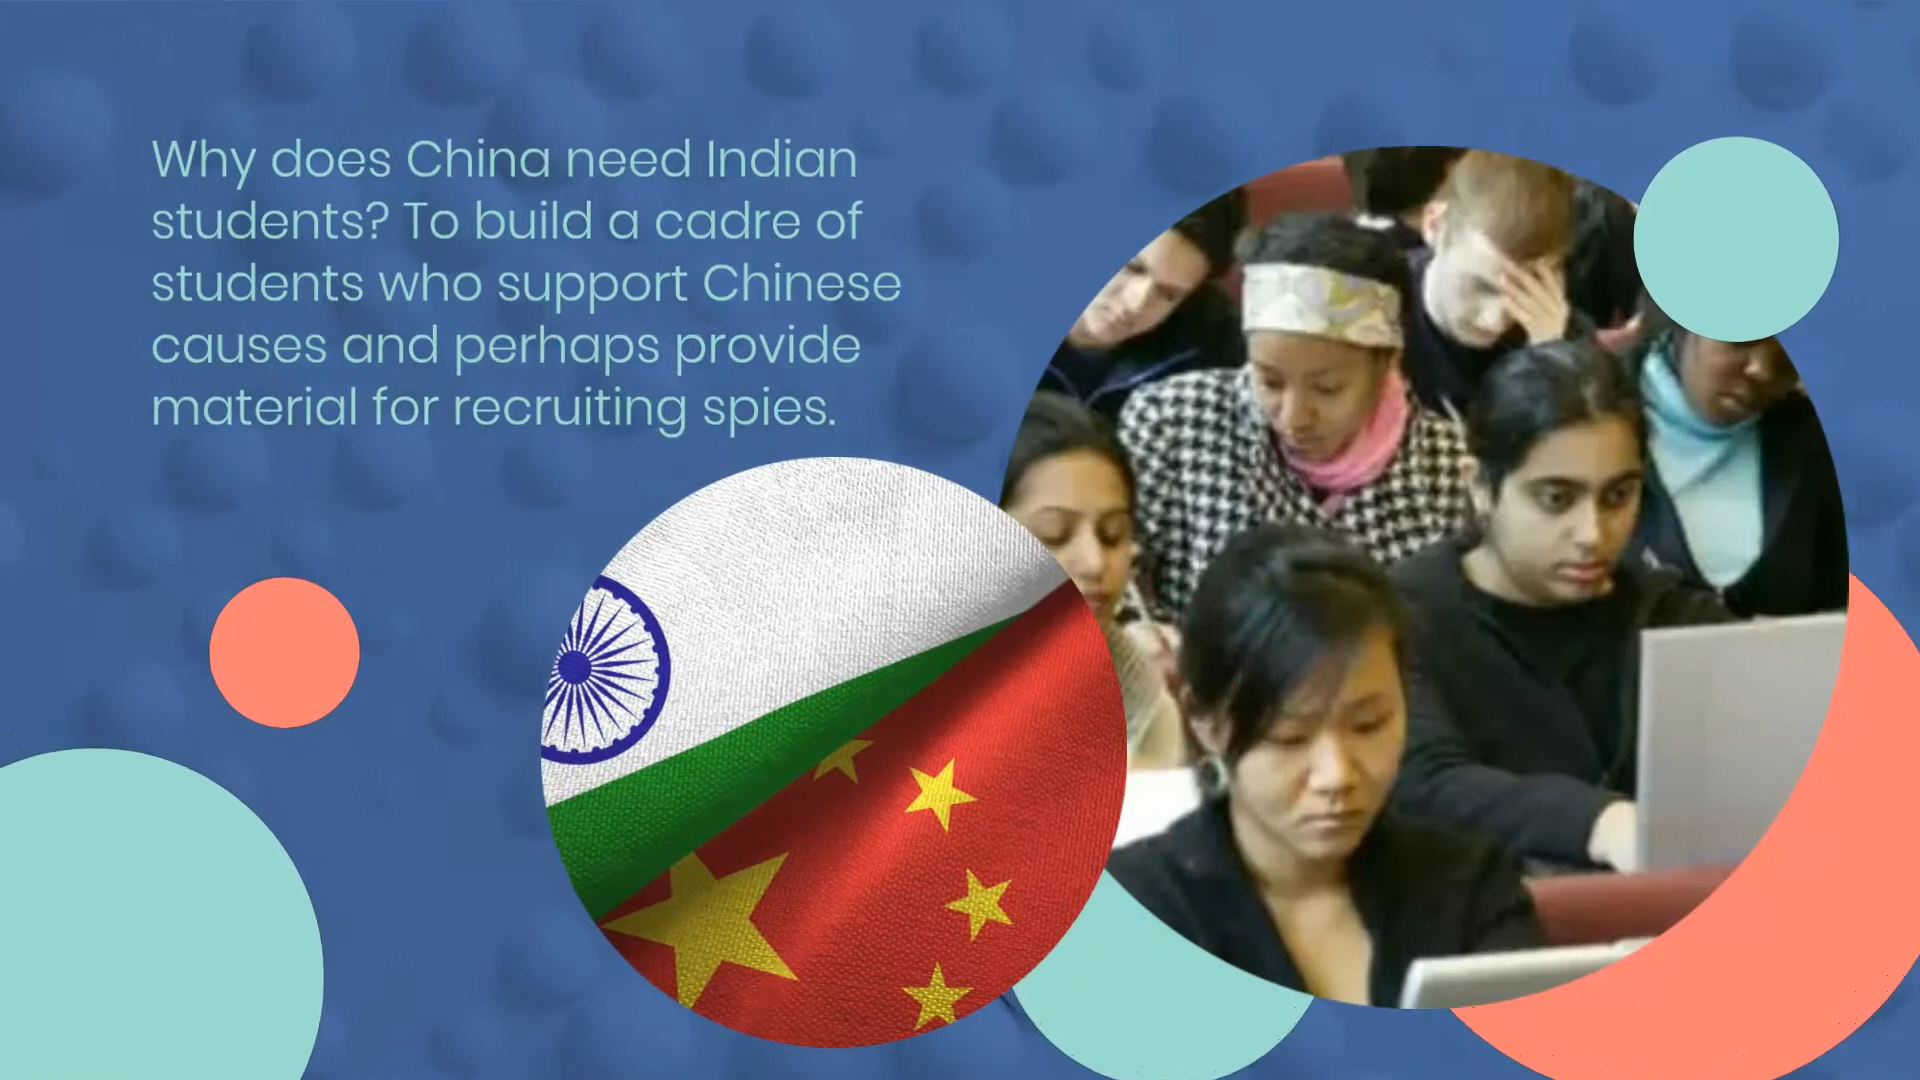 Why does China need Indian
students? To build a cadre of
students who support Chinese
causes and perhaps provide
material for recruiting spies.